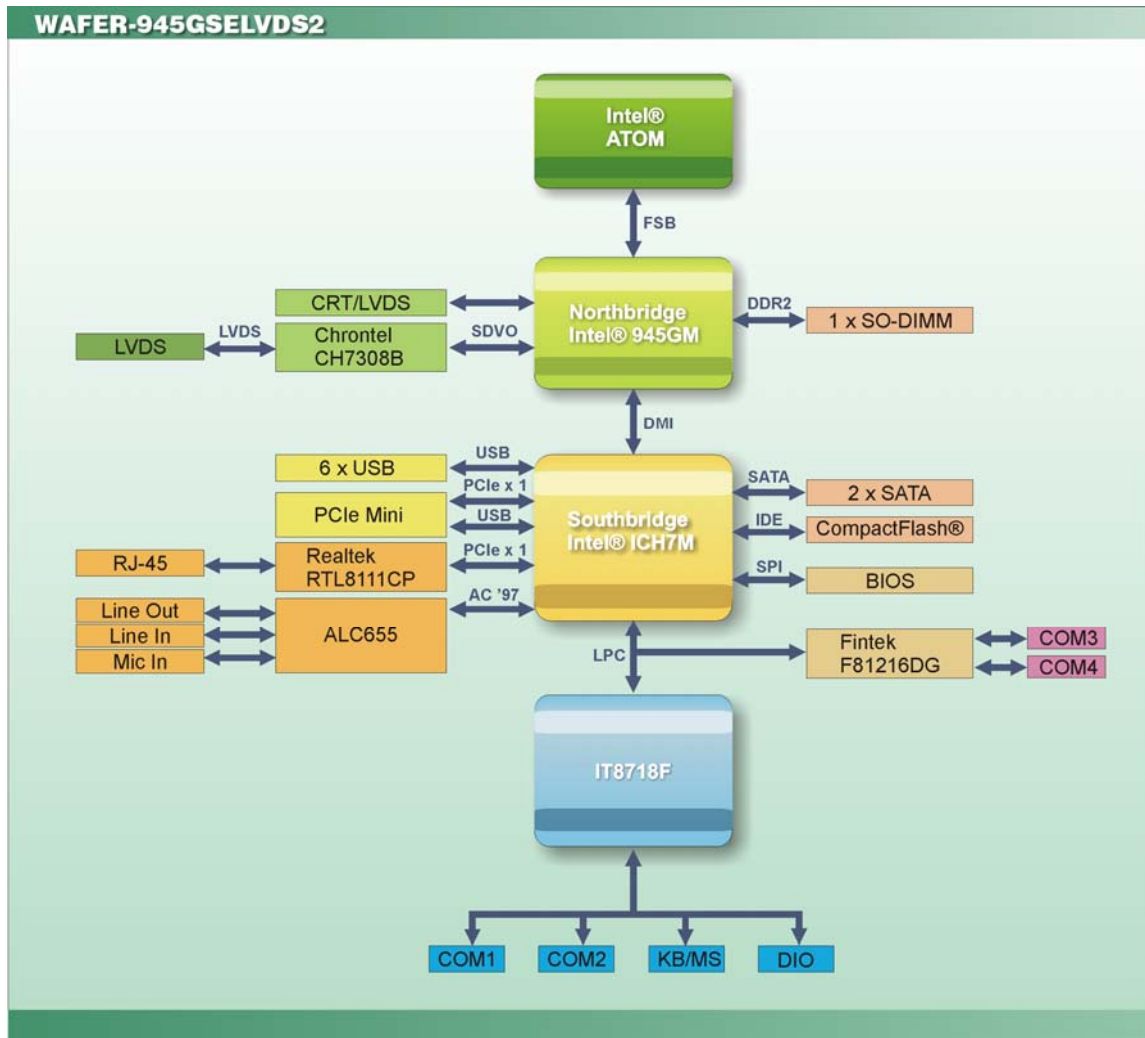 WAFER-945GSELVDS2
Intel®
ATOM
FSB
CRT/LVDS
Northbridge
Intel® 945GM
DDR2
1 x SO-DIMM
LVDS
LVDS
Chrontel
CH7308B
SDVO
DMI
6 x USB
USB
PCIe x 1
PCIe Mini
USB
Southbridge
Intel® ICH7M
SATA
2 x SATA
IDE
CompactFlash®
RJ-45
Realtek
RTL8111CP
PCIe x 1
SPI
BIOS
Line Out
Line In
Mic In
ALC655
AC '97
LPC
Fintek
F81216DG
COM3
COM4
IT8718F
COM1
COM2
KB/MS
DIO